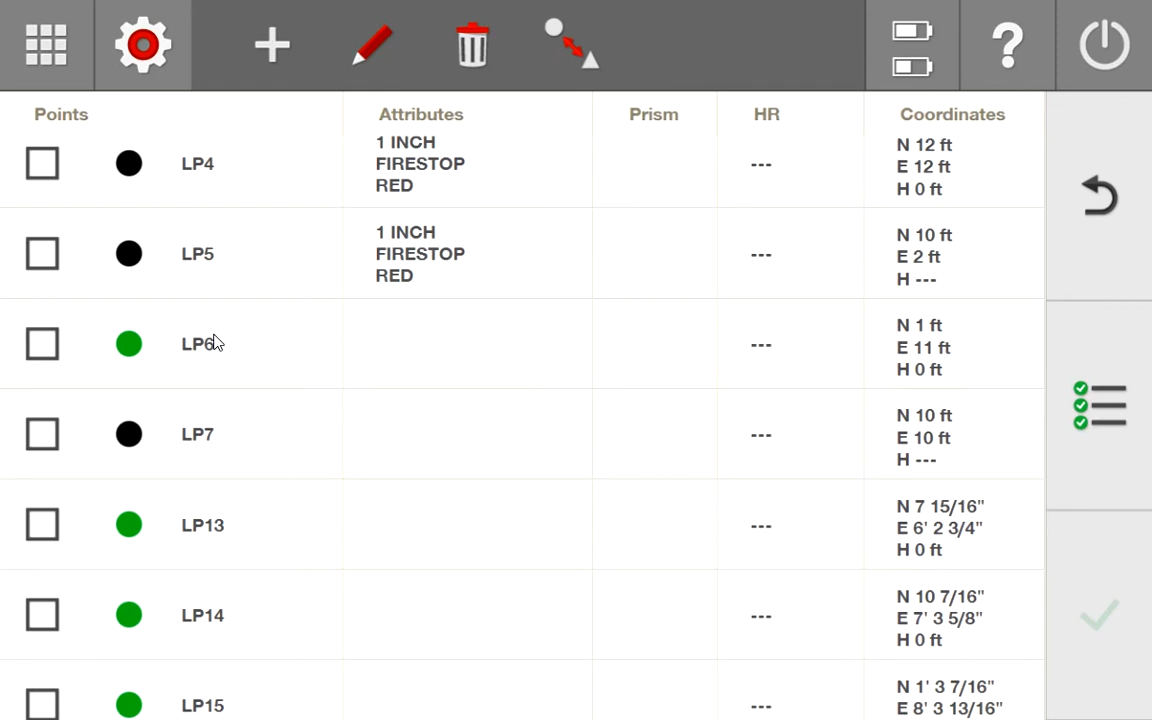 ?
Points Attributes Prism HR Coordinates
LP4
1 INCH
FIRESTOP
RED
---
N 12 ft
E 12 ft
H 0 ft
LP5
1 INCH
FIRESTOP
RED
---
N 10 ft
E 2 ft
H ---
LP6
---
N 1 ft
E 11 ft
H 0 ft
LP7
---
N 10 ft
E 10 ft
H ---
LP13
---
N 7 15/16"
E 6' 2 3/4"
H 0 ft
LP14
---
N 10 7/16"
E 7' 3 5/8"
H 0 ft
LP15
---
N 1' 3 7/16"
E 8' 3 13/16"